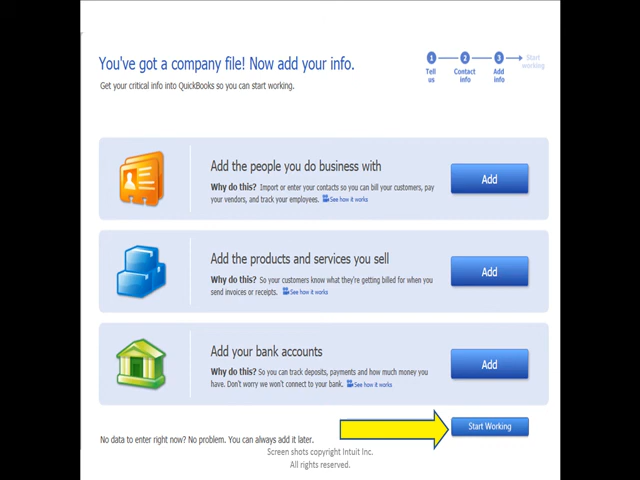 You've got a company file! Now add your info.
Get your critical info into QuickBooks so you can start working.
1 2 3 Start working
Tell us
Contact info
Add info
Add the people you do business with
Why do this? Import or enter your contacts so you can bill your customers, pay
your vendors, and track your employees. See how it works
Add
Add the products and services you sell
Why do this? So your customers know what they're getting billed for when you
send invoices or receipts. See how it works
Add
Add your bank accounts
Why do this? So you can track deposits, payments and how much money you
have. Don't worry we won't connect to your bank. See how it works
Add
Start Working
No data to enter right now? No problem. You can always add it later.
Screen shots copyright Intuit Inc.
All rights reserved.